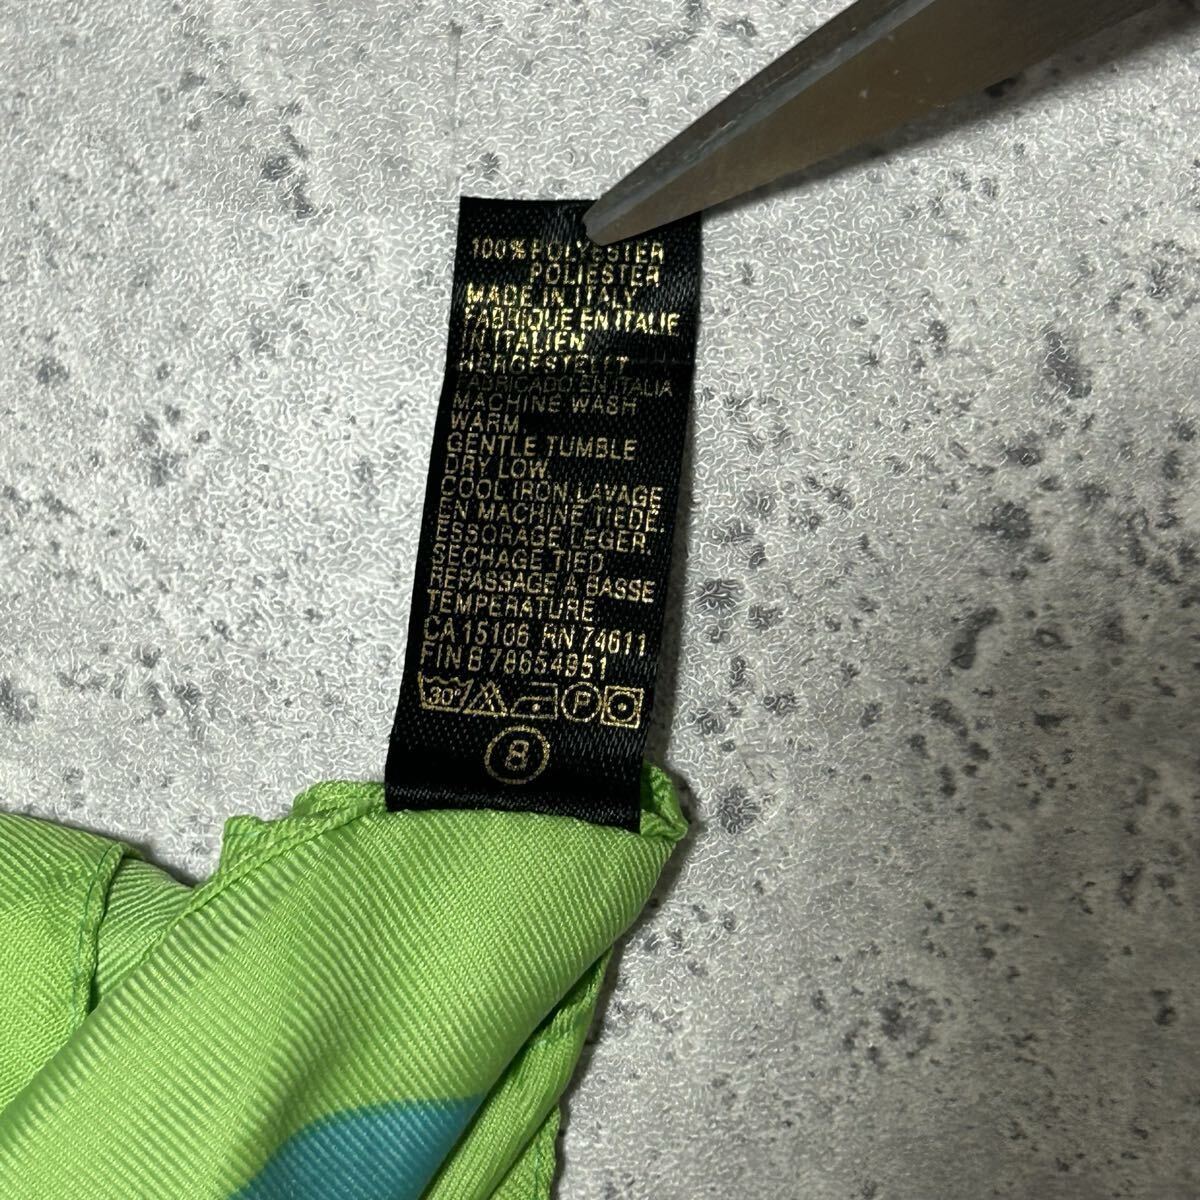 100% POLYESTER
POLIESTER
MADE IN ITALY
FABRIQUE EN ITALIE
IN ITALIEN
HERGESTELLT
FABRICADO EN ITALIA
MACHINE WASH
WARM
GENTLE TUMBLE
DRY LOW.
COOL IRON. LAVAGE
EN MACHINE TIEDE.
ESSORAGE LEGER.
SECHAGE TIED
REPASSAGE A BASSE
TEMPERATURE
CA 15106 RN 74611
FIN B 78654951
30° P
8